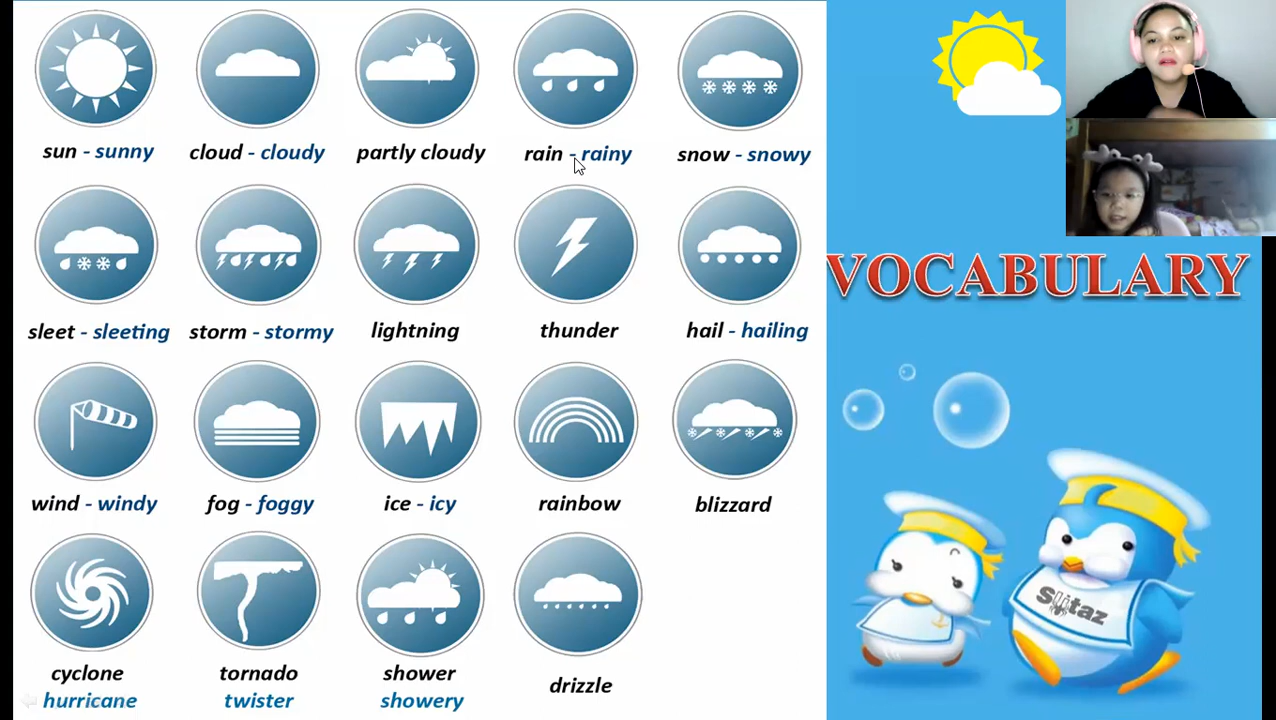 sun - sunny
cloud - cloudy
partly cloudy
rain - rainy
snow - snowy
sleet - sleeting
storm - stormy
lightning
thunder
hail - hailing
wind - windy
fog - foggy
ice - icy
rainbow
blizzard
cyclone
hurricane
tornado
twister
shower
showery
drizzle
VOCABULARY
Slitaz